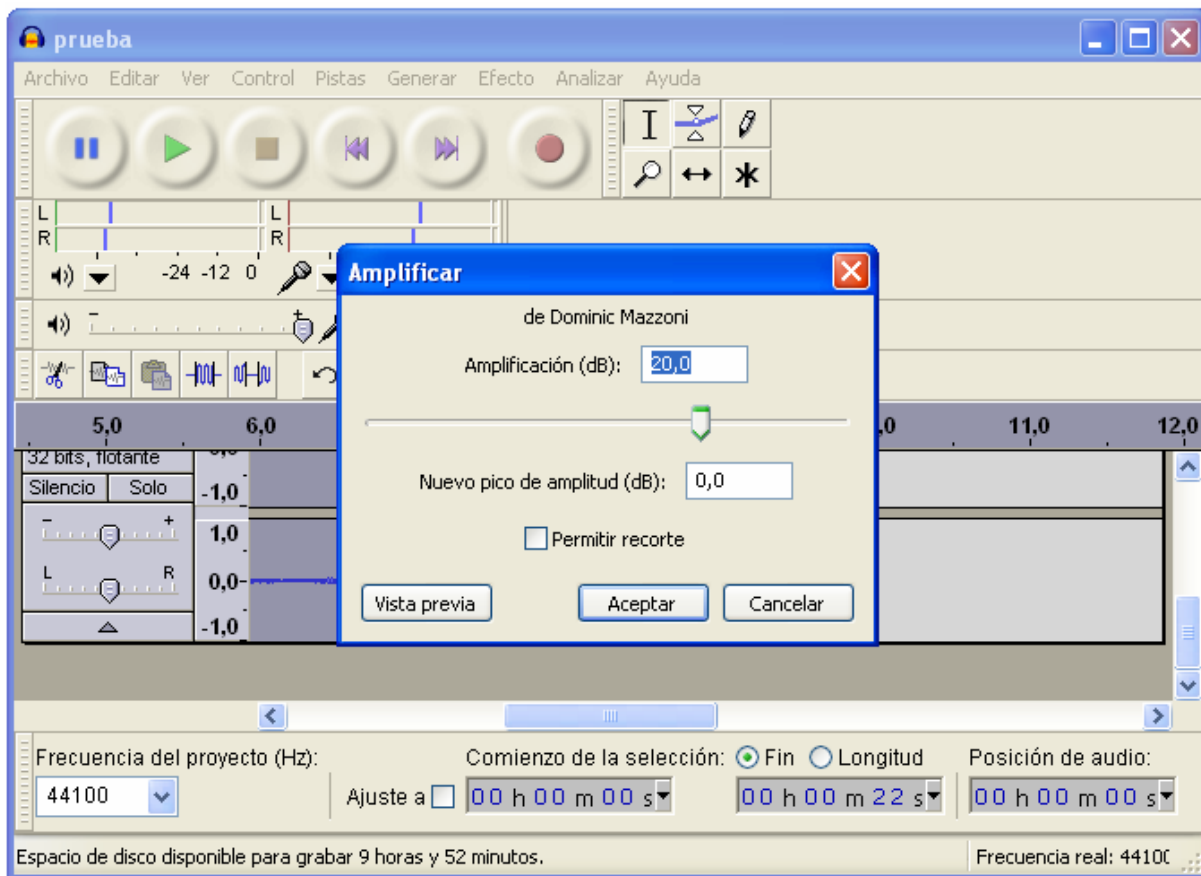 prueba
Archivo Editar Ver Control Pistas Generar Efecto Analizar Ayuda
L L
R R
-24 -12 0
Amplificar
de Dominic Mazzoni
Amplificación (dB): 20,0
Nuevo pico de amplitud (dB): 0,0
Permitir recorte
Vista previa Aceptar Cancelar
- +
5,0 6,0 ,0 11,0 12,0
32 bits, flotante
Silencio Solo -1,0
- + 1,0
L R 0,0
-1,0
Frecuencia del proyecto (Hz): Comienzo de la selección: Fin Longitud Posición de audio:
44100 Ajuste a 00 h 00 m 00 s 00 h 00 m 22 s 00 h 00 m 00 s
Espacio de disco disponible para grabar 9 horas y 52 minutos. Frecuencia real: 4410